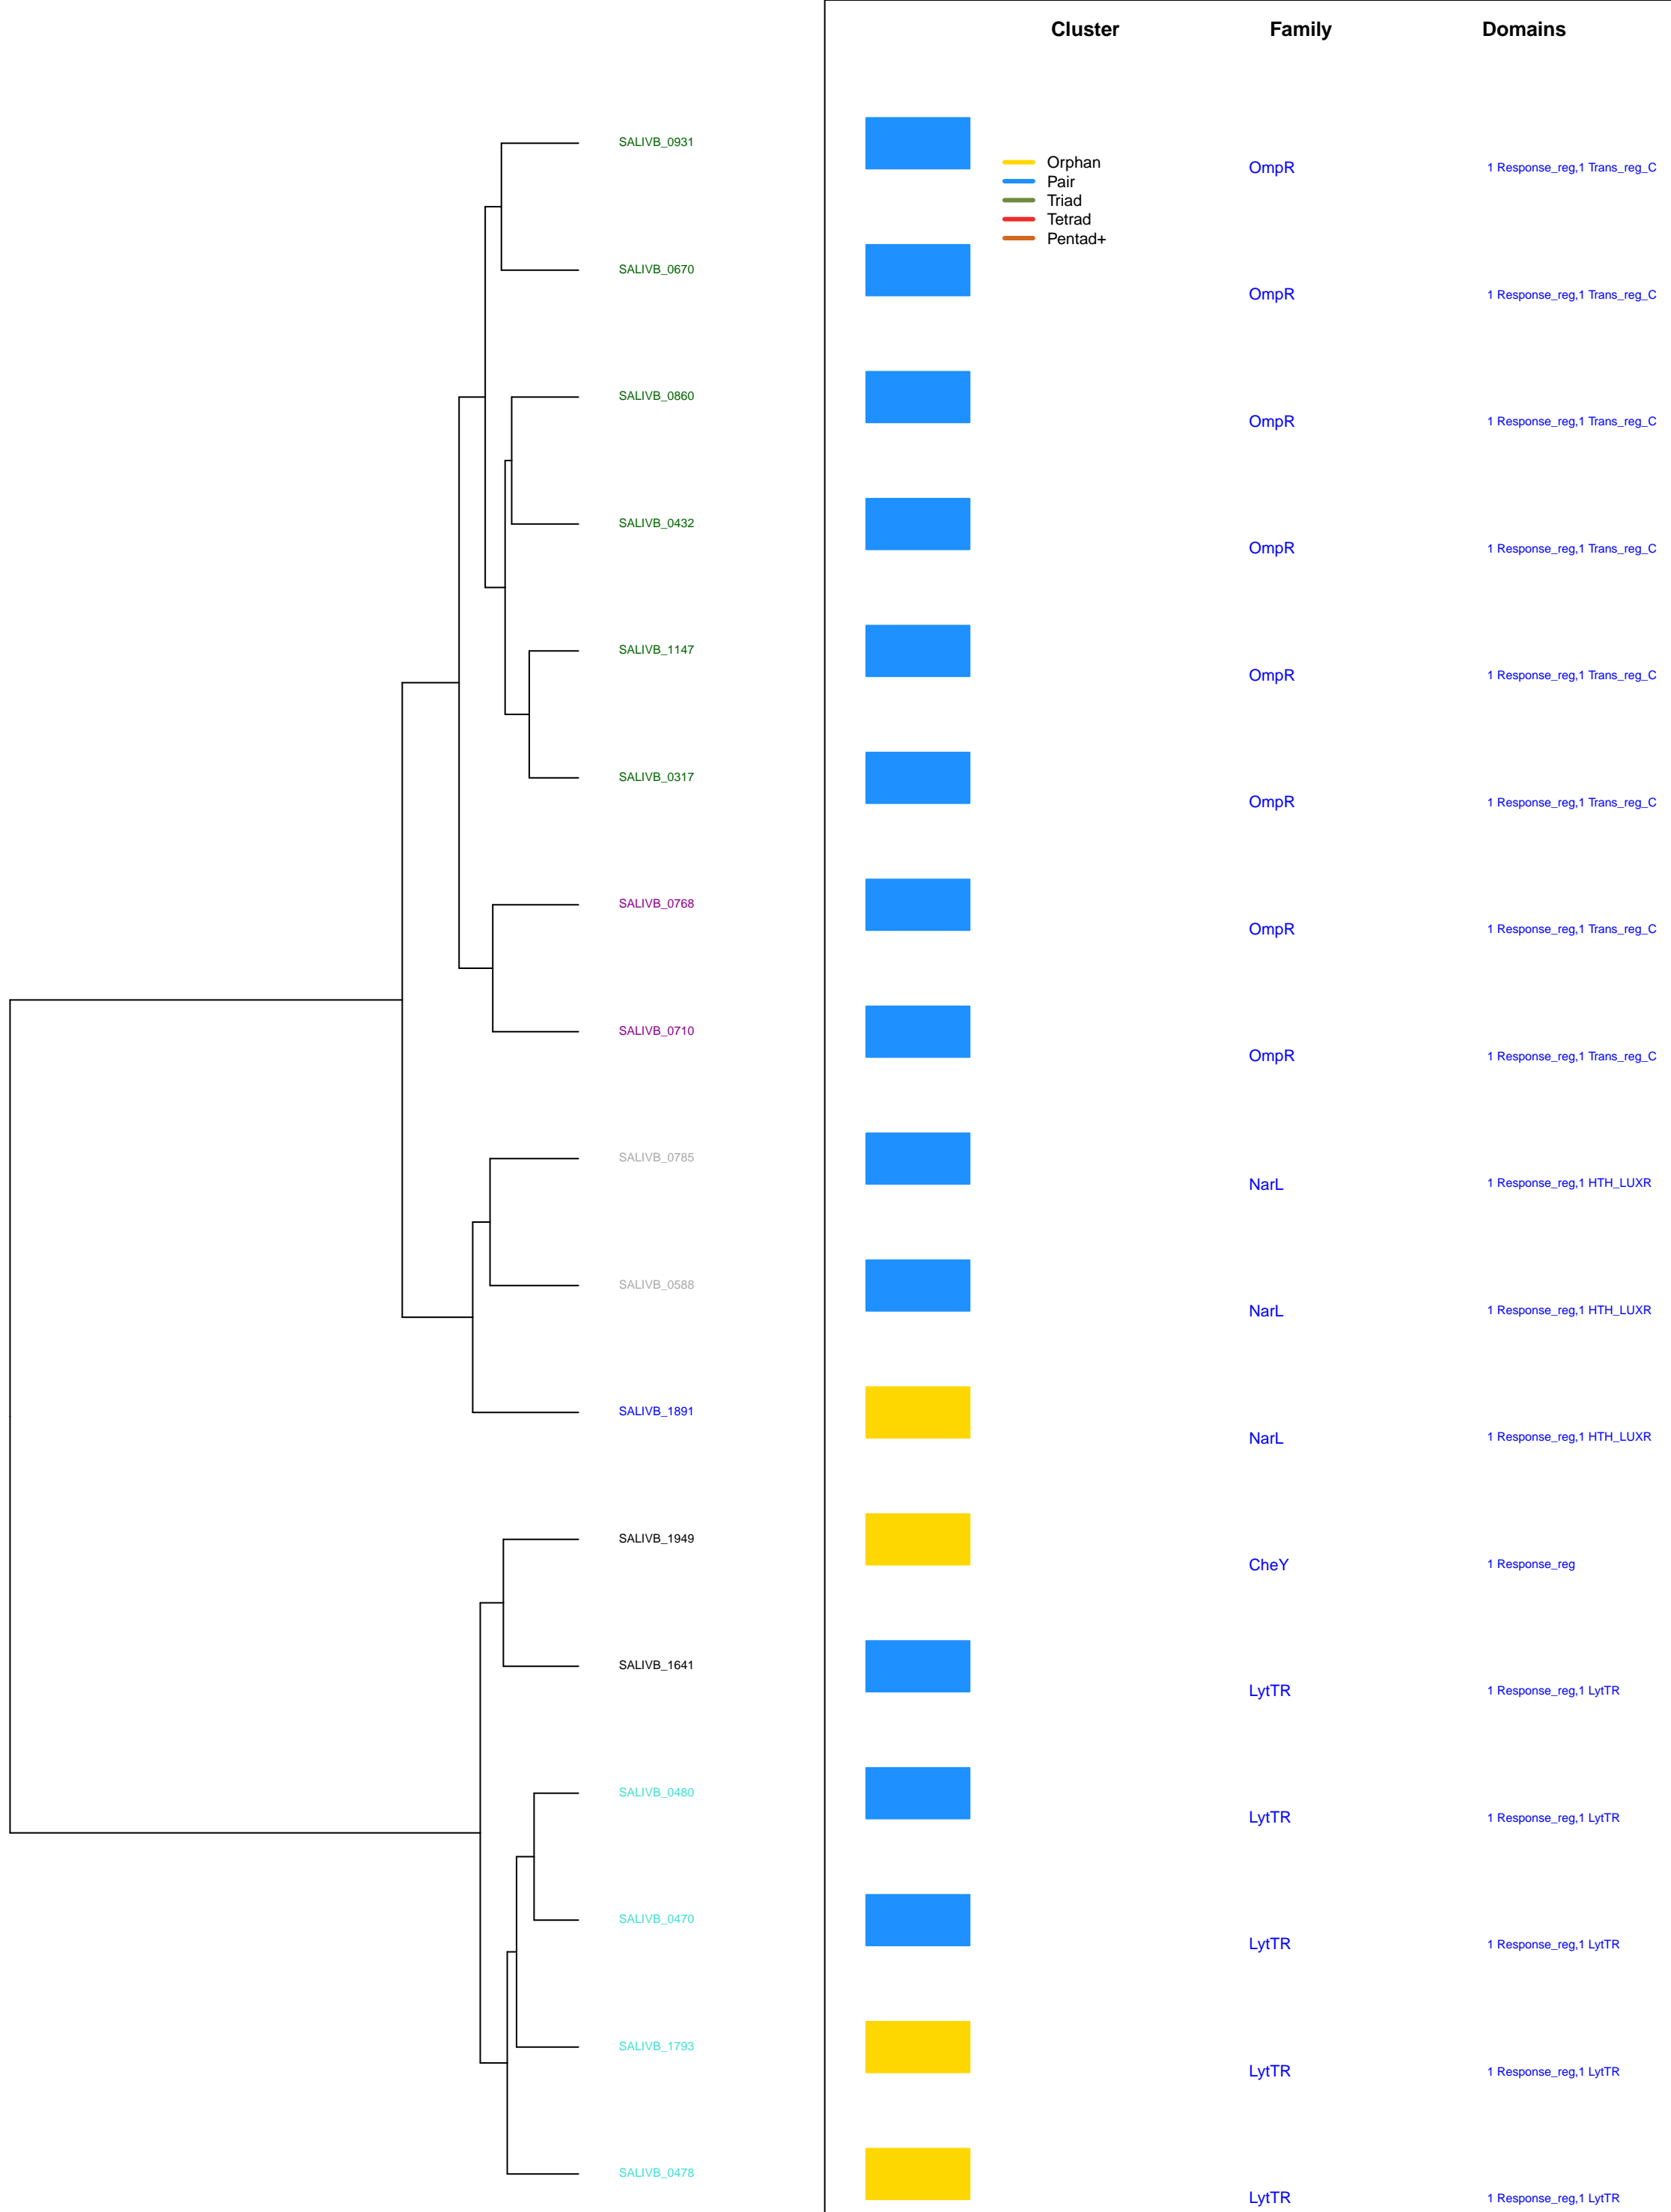 Cluster Family Domains
SALIVB_0931
Orphan
OmpR 1 Response_reg,1 Trans_reg_C
Pair
Triad
Tetrad
Pentad+
SALIVB_0670
OmpR 1 Response_reg,1 Trans_reg_C
SALIVB_0860
OmpR 1 Response_reg,1 Trans_reg_C
SALIVB_0432
OmpR 1 Response_reg,1 Trans_reg_C
SALIVB_1147
OmpR 1 Response_reg,1 Trans_reg_C
SALIVB_0317
OmpR 1 Response_reg,1 Trans_reg_C
SALIVB_0768
OmpR 1 Response_reg,1 Trans_reg_C
SALIVB_0710
OmpR 1 Response_reg,1 Trans_reg_C
SALIVB_0785
NarL 1 Response_reg,1 HTH_LUXR
SALIVB_0588
NarL 1 Response_reg,1 HTH_LUXR
SALIVB_1891
NarL 1 Response_reg,1 HTH_LUXR
SALIVB_1949
CheY 1 Response_reg
SALIVB_1641
LytTR 1 Response_reg,1 LytTR
SALIVB_0480
LytTR 1 Response_reg,1 LytTR
SALIVB_0470
LytTR 1 Response_reg,1 LytTR
SALIVB_1793
LytTR 1 Response_reg,1 LytTR
SALIVB_0478
LytTR 1 Response_reg,1 LytTR